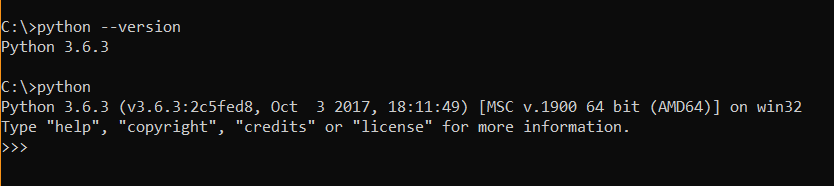 C:\>python --version
Python 3.6.3
C:\>python
Python 3.6.3 (v3.6.3:2c5fed8, Oct  3 2017, 18:11:49) [MSC v.1900 64 bit (AMD64)] on win32
Type "help", "copyright", "credits" or "license" for more information.
>>>